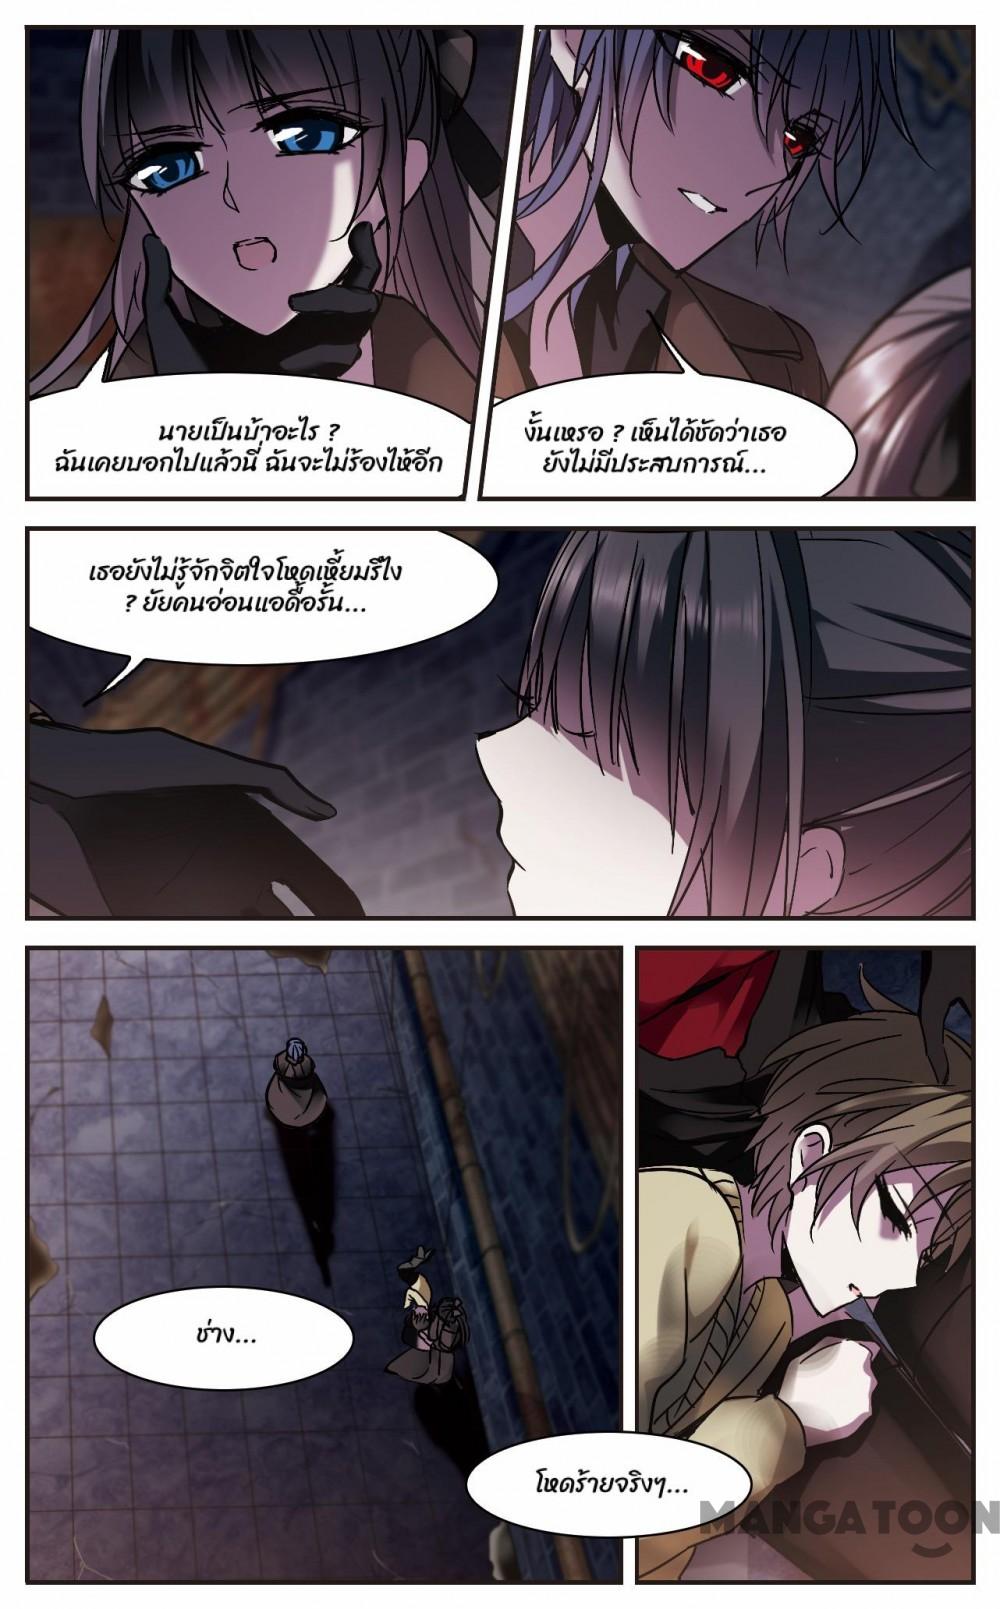 นายเป็นบ้าอะไร ?
ฉันเคยบอกไปแล้วนี่ ฉันจะไม่ร้องไห้อีก
งั้นเหรอ ? เห็นได้ชัดว่าเธอ
ยังไม่มีประสบการณ์...
เธอยังไม่รู้จักจิตใจโหดเหี้ยมรึไง
? ยัยคนอ่อนแอดื้อรั้น...
ช่าง...
โหดร้ายจริงๆ...
MANGATOON